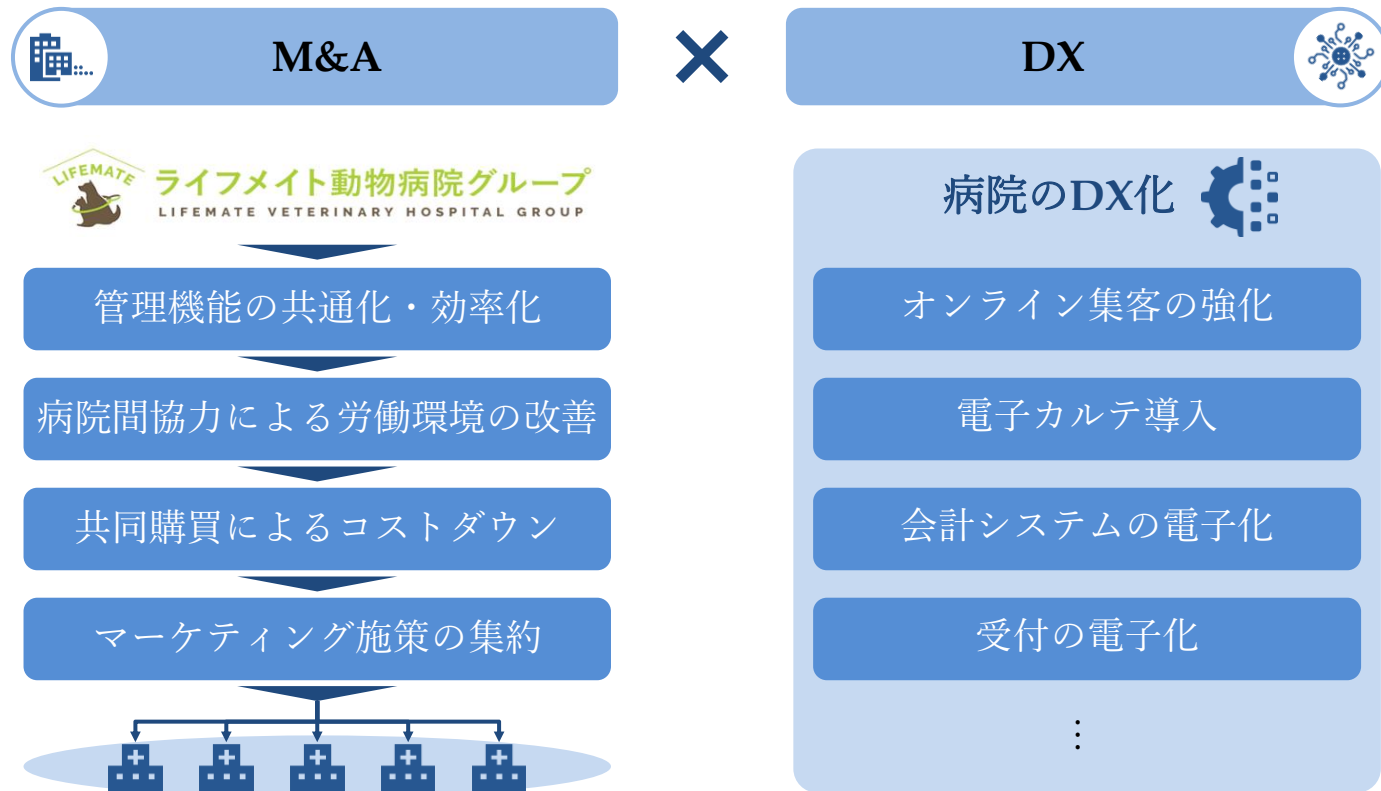 M&A
×
DX
LIFEMATE
ライフメイト動物病院グループ
LIFEMATE VETERINARY HOSPITAL GROUP
管理機能の共通化・効率化
病院間協力による労働環境の改善
共同購買によるコストダウン
マーケティング施策の集約
病院のDX化
オンライン集客の強化
電子カルテ導入
会計システムの電子化
受付の電子化
⋮